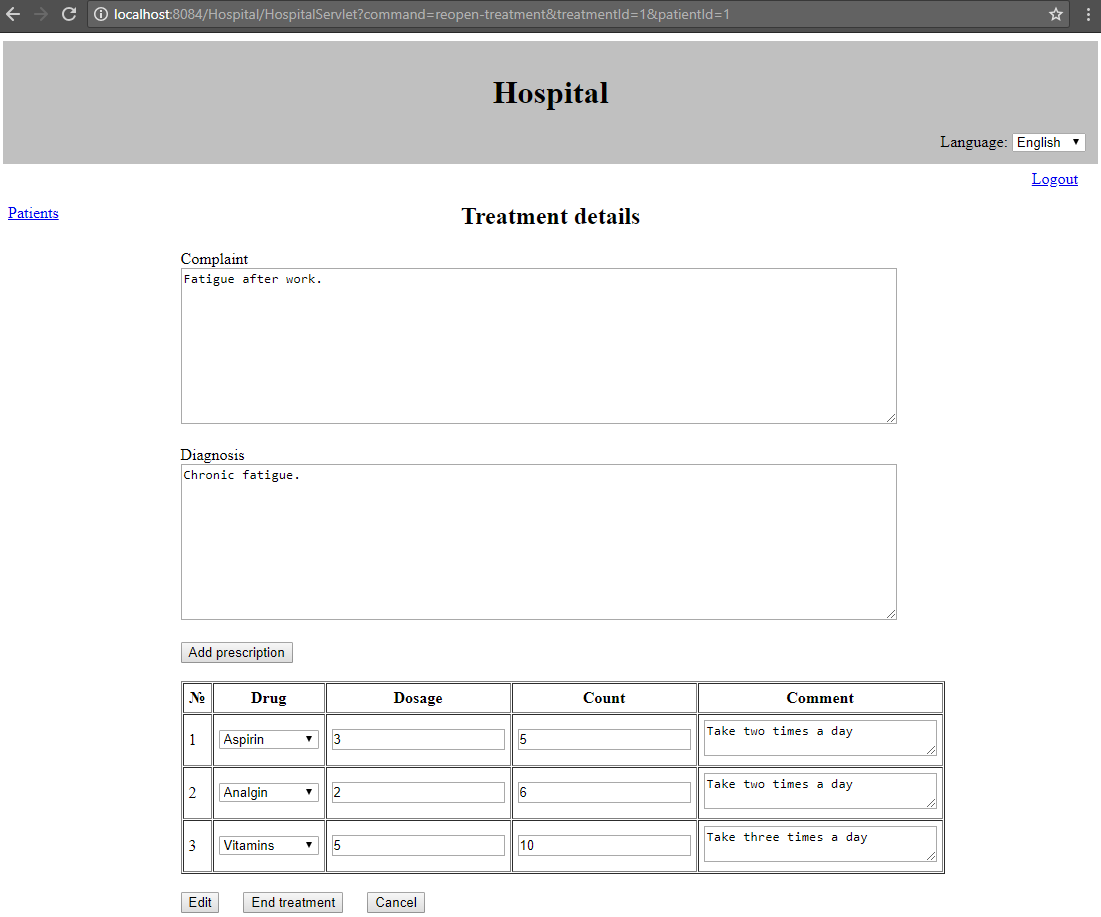 localhost:8084/Hospital/HospitalServlet?command=reopen-treatment&treatmentId=1&patientId=1
Hospital
Language: English
Logout
Patients
Treatment details
Complaint
Fatigue after work.
Diagnosis
Chronic fatigue.
Add prescription
№ Drug Dosage Count Comment
1 Aspirin 3 5 Take two times a day
2 Analgin 2 6 Take two times a day
3 Vitamins 5 10 Take three times a day
Edit End treatment Cancel